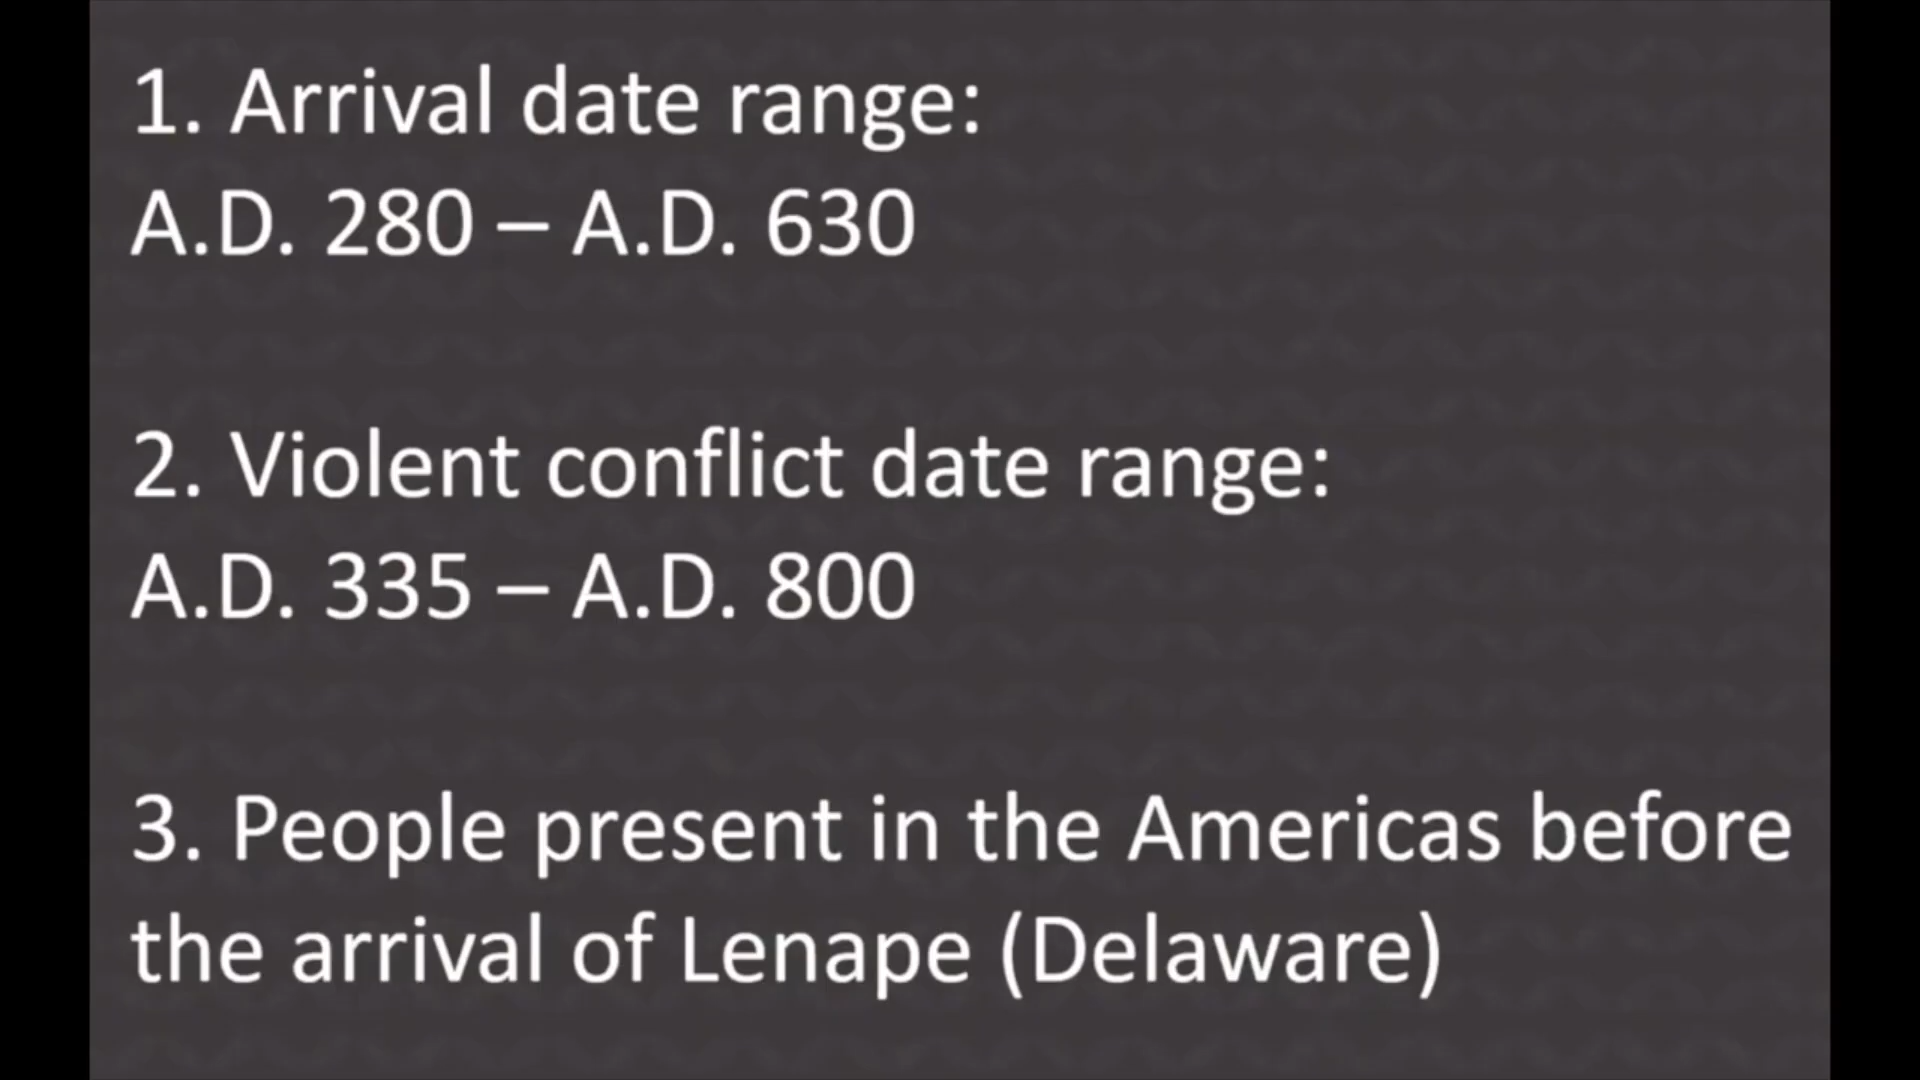 1. Arrival date range:
A.D. 280 – A.D. 630
2. Violent conflict date range:
A.D. 335 – A.D. 800
3. People present in the Americas before
the arrival of Lenape (Delaware)